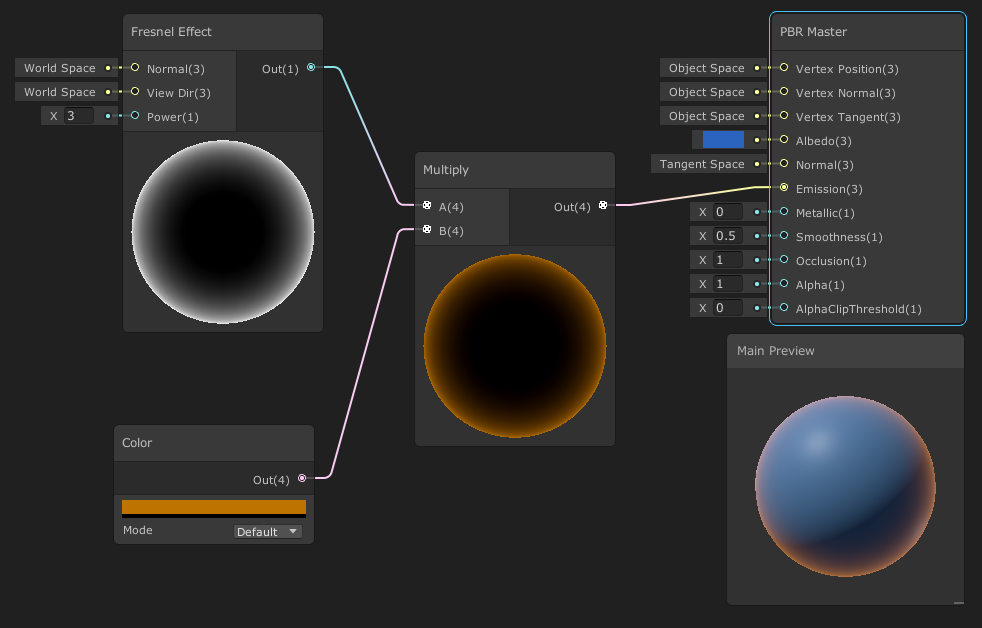 Fresnel Effect
World Space
Normal(3)
Out(1)
World Space
View Dir(3)
X 3
Power(1)
Multiply
A(4)
Out(4)
B(4)
Color
Out(4)
Mode
Default
PBR Master
Object Space
Vertex Position(3)
Object Space
Vertex Normal(3)
Object Space
Vertex Tangent(3)
Albedo(3)
Tangent Space
Normal(3)
Emission(3)
X 0
Metallic(1)
X 0.5
Smoothness(1)
X 1
Occlusion(1)
X 1
Alpha(1)
X 0
AlphaClipThreshold(1)
Main Preview